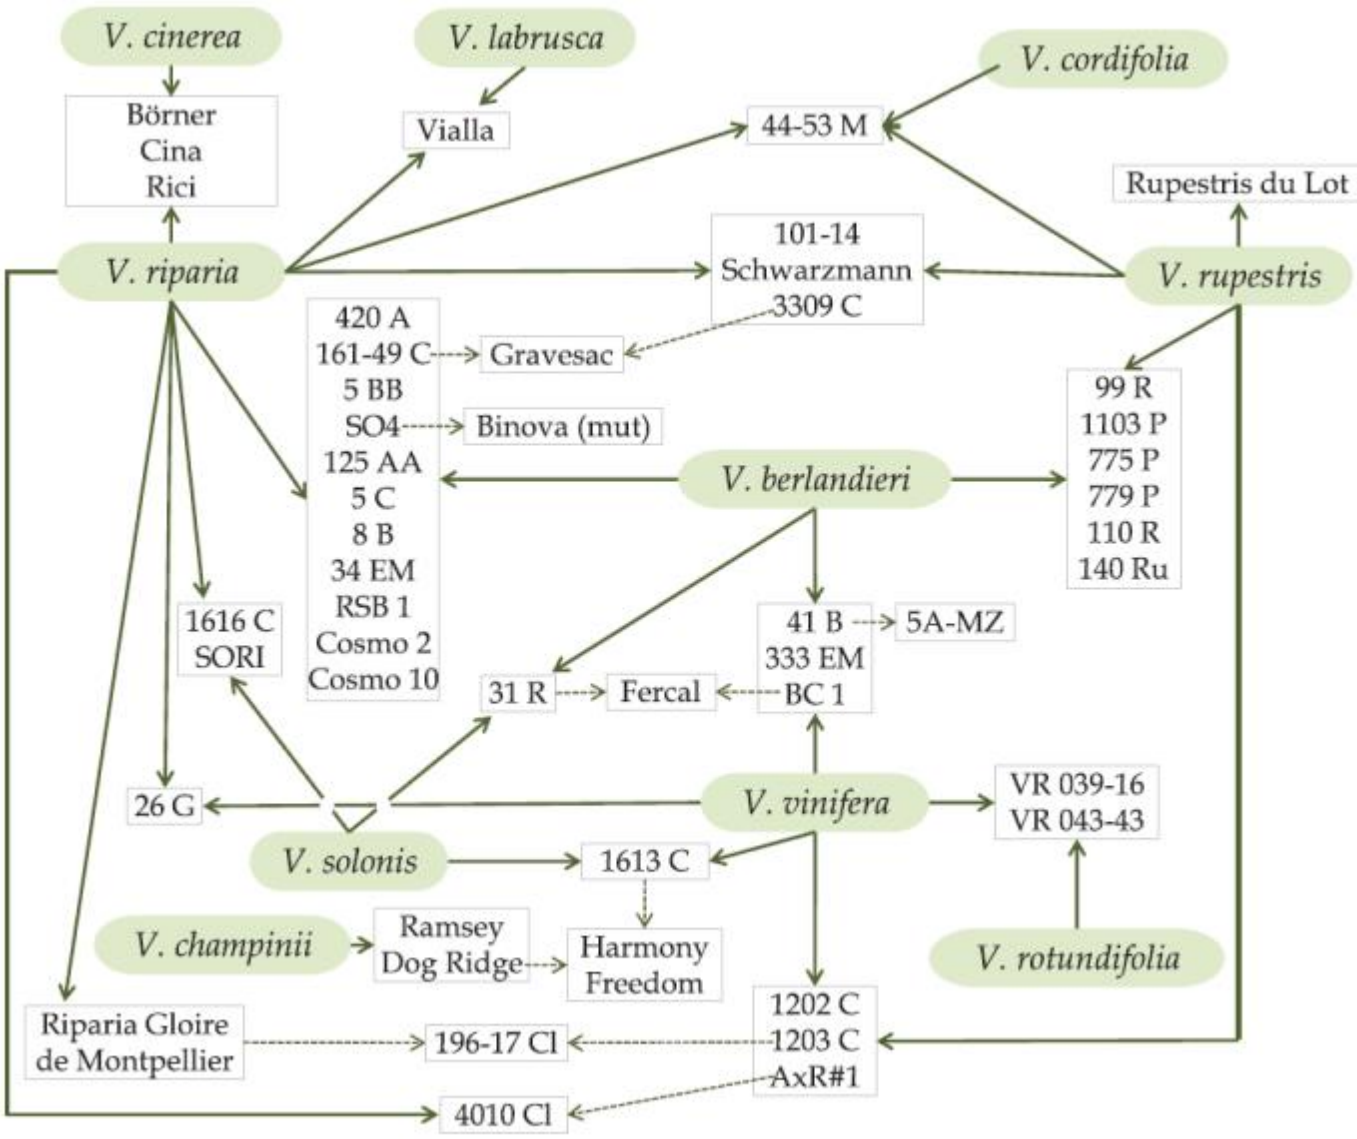 V. cinerea
V. labrusca
V. cordifolia
Börner
Cina
Rici
Vialla
44-53 M
Rupestris du Lot
V. riparia
101-14
Schwarzmann
3309 C
V. rupestris
420 A
161-49 C
5 BB
SO4
125 AA
5 C
8 B
34 EM
RSB 1
Cosmo 2
Cosmo 10
Gravesac
Binova (mut)
V. berlandieri
99 R
1103 P
775 P
779 P
110 R
140 Ru
1616 C
SORI
41 B
333 EM
BC 1
5A-MZ
31 R
Fercal
26 G
V. vinifera
VR 039-16
VR 043-43
V. solonis
1613 C
V. champinii
Ramsey
Dog Ridge
Harmony
Freedom
V. rotundifolia
Riparia Gloire
de Montpellier
196-17 Cl
1202 C
1203 C
AxR#1
4010 Cl